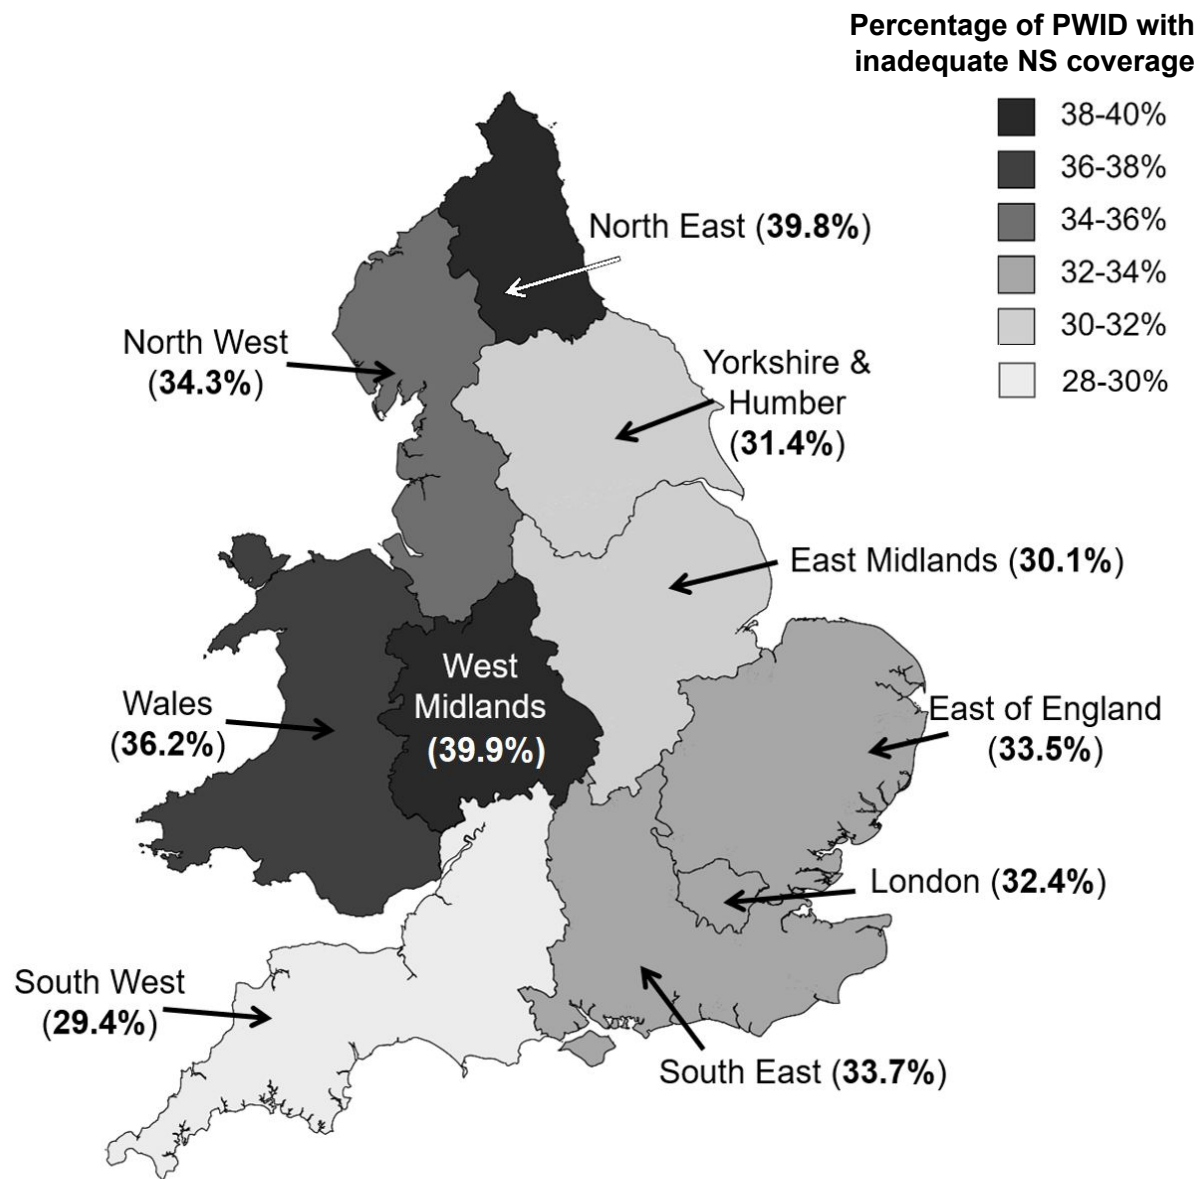 Percentage of PWID with
inadequate NS coverage
38-40%
36-38%
34-36%
32-34%
30-32%
28-30%
North East (39.8%)
North West
(34.3%)
Yorkshire &
Humber
(31.4%)
East Midlands (30.1%)
West
Midlands
(39.9%)
Wales
(36.2%)
East of England
(33.5%)
London (32.4%)
South West
(29.4%)
South East (33.7%)